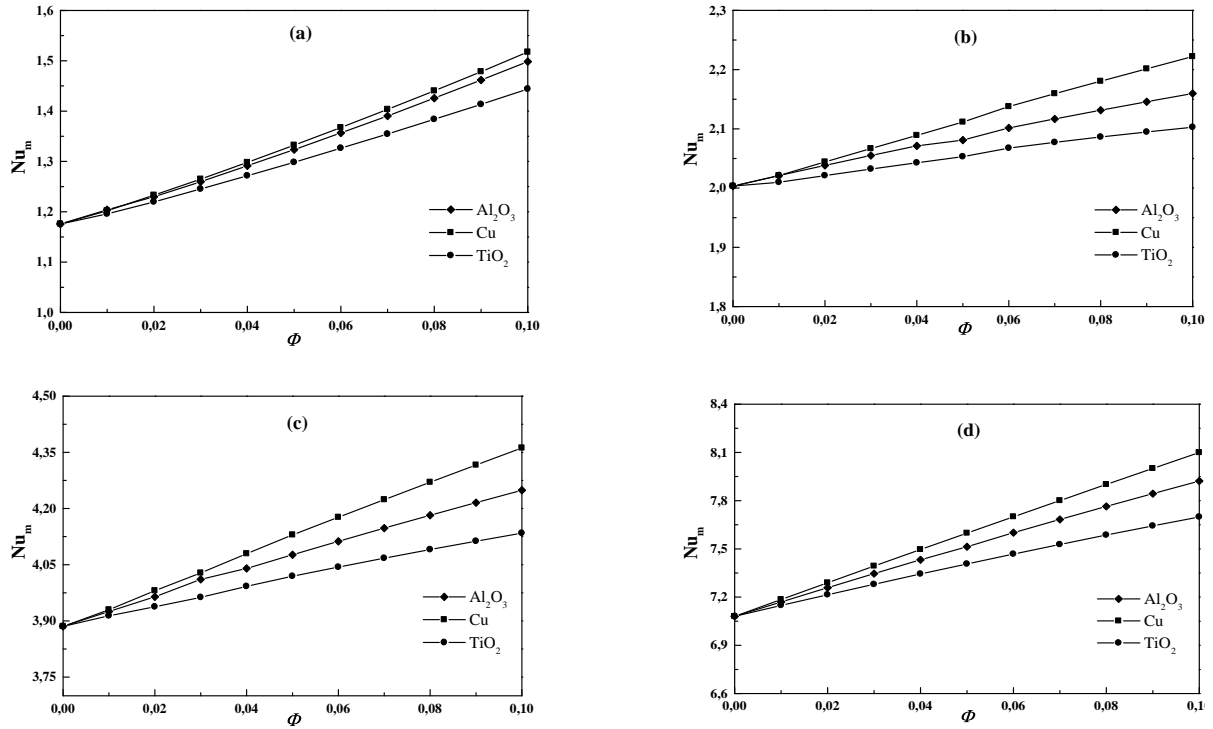 (a)
1,6
1,5
1,4
1,3
1,2
1,1
1,0
Nu_m
0,00 0,02 0,04 0,06 0,08 0,10
Φ
Al₂O₃
Cu
TiO₂
(b)
2,3
2,2
2,1
2,0
1,9
1,8
Nu_m
0,00 0,02 0,04 0,06 0,08 0,10
Φ
Al₂O₃
Cu
TiO₂
(c)
4,50
4,35
4,20
4,05
3,90
3,75
Nu_m
0,00 0,02 0,04 0,06 0,08 0,10
Φ
Al₂O₃
Cu
TiO₂
(d)
8,4
8,1
7,8
7,5
7,2
6,9
6,6
Nu_m
0,00 0,02 0,04 0,06 0,08 0,10
Φ
Al₂O₃
Cu
TiO₂